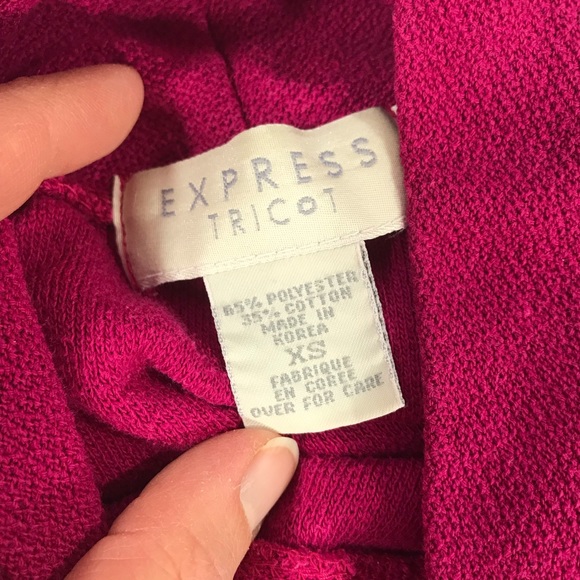 EXPRESS
TRICOT
65% POLYESTER
35% COTTON
MADE IN
KOREA
XS
FABRIQUE
EN COREE
OVER FOR CARE